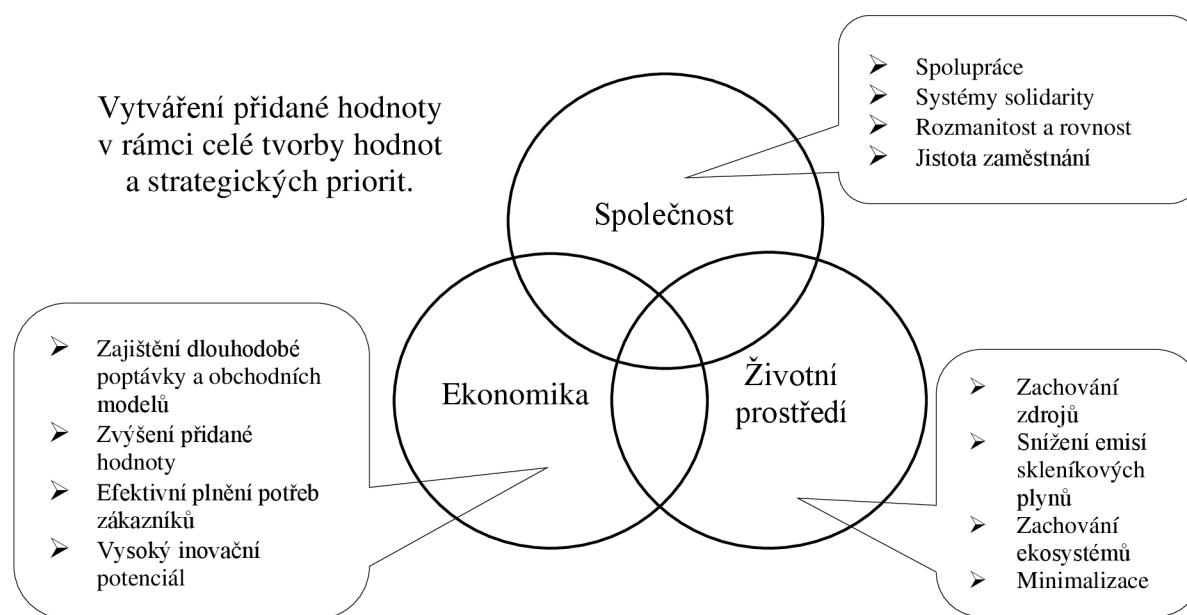 Vytváření přidané hodnoty
v rámci celé tvorby hodnot
a strategických priorit.
Spolupráce
Systémy solidarity
Rozmanitost a rovnost
Jistota zaměstnání
Společnost
Ekonomika
Životní
prostředí
Zajištění dlouhodobé
poptávky a obchodních
modelů
Zvýšení přidané
hodnoty
Efektivní plnění potřeb
zákazníků
Vysoký inovační
potenciál
Zachování
zdrojů
Snížení emisí
skleníkových
plynů
Zachování
ekosystémů
Minimalizace